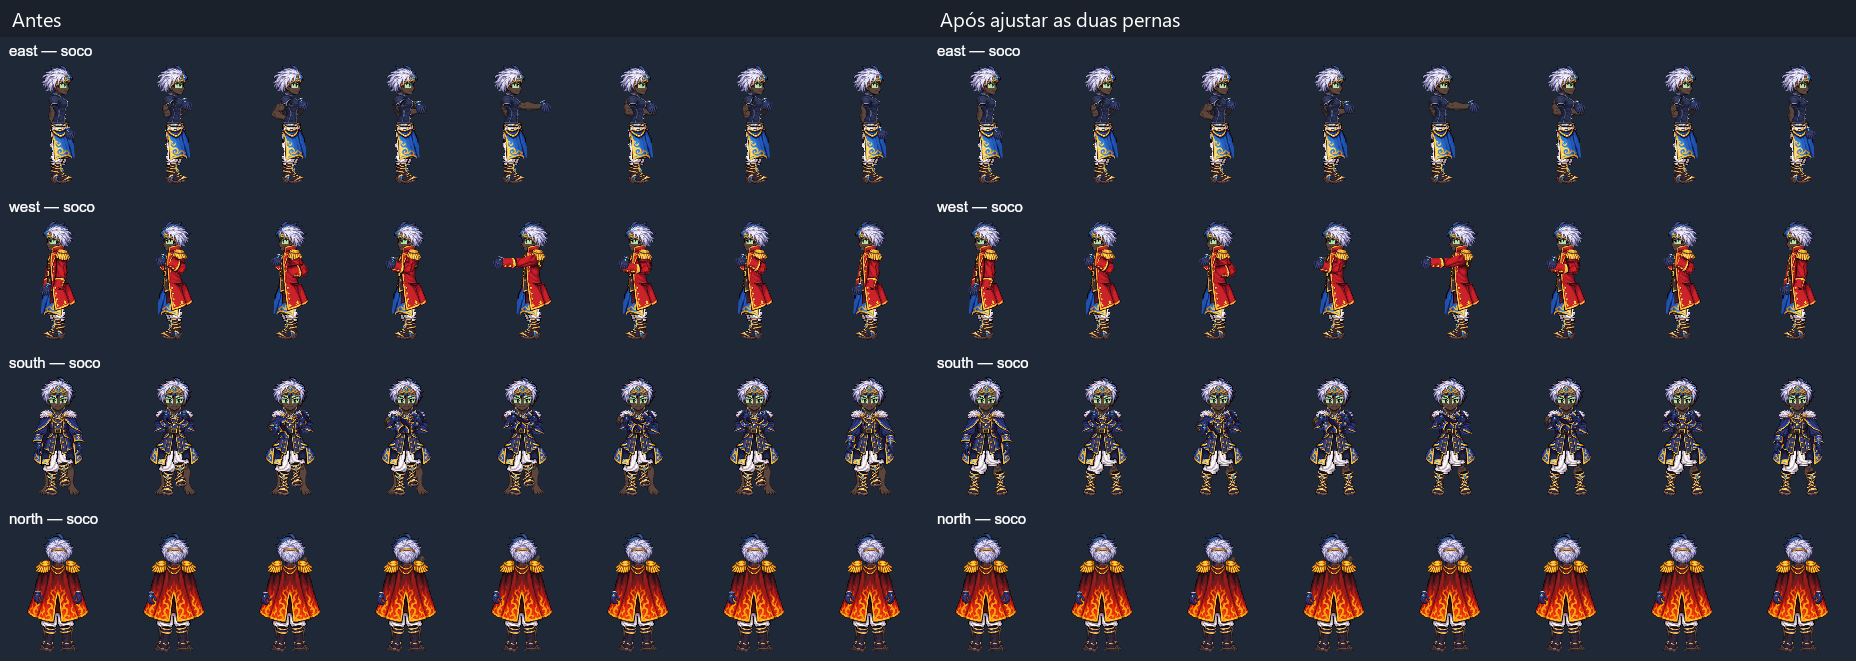 Antes
Após ajustar as duas pernas
east — soco
east — soco
west — soco
west — soco
south — soco
south — soco
north — soco
north — soco